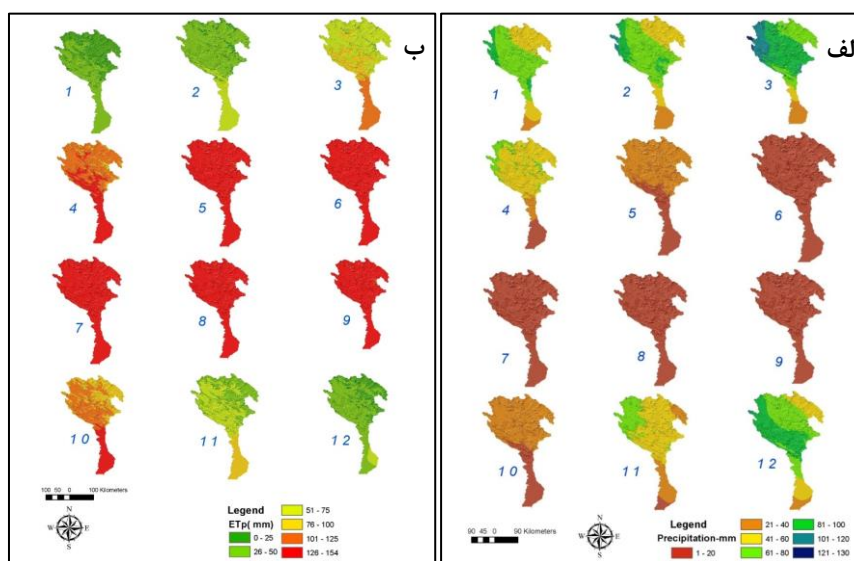 ب
1
2
3
4
5
6
7
8
9
10
11
12
100 50 0 100 Kilometers
N
W E
S
Legend
ETp( mm)
0 - 25
26 - 50
51 - 75
76 - 100
101 - 125
126 - 154
الف
1
2
3
4
5
6
7
8
9
10
11
12
90 45 0 90 Kilometers
N
W E
S
Legend
Precipitation-mm
1 - 20
21 - 40
41 - 60
61 - 80
81 - 100
101 - 120
121 - 130